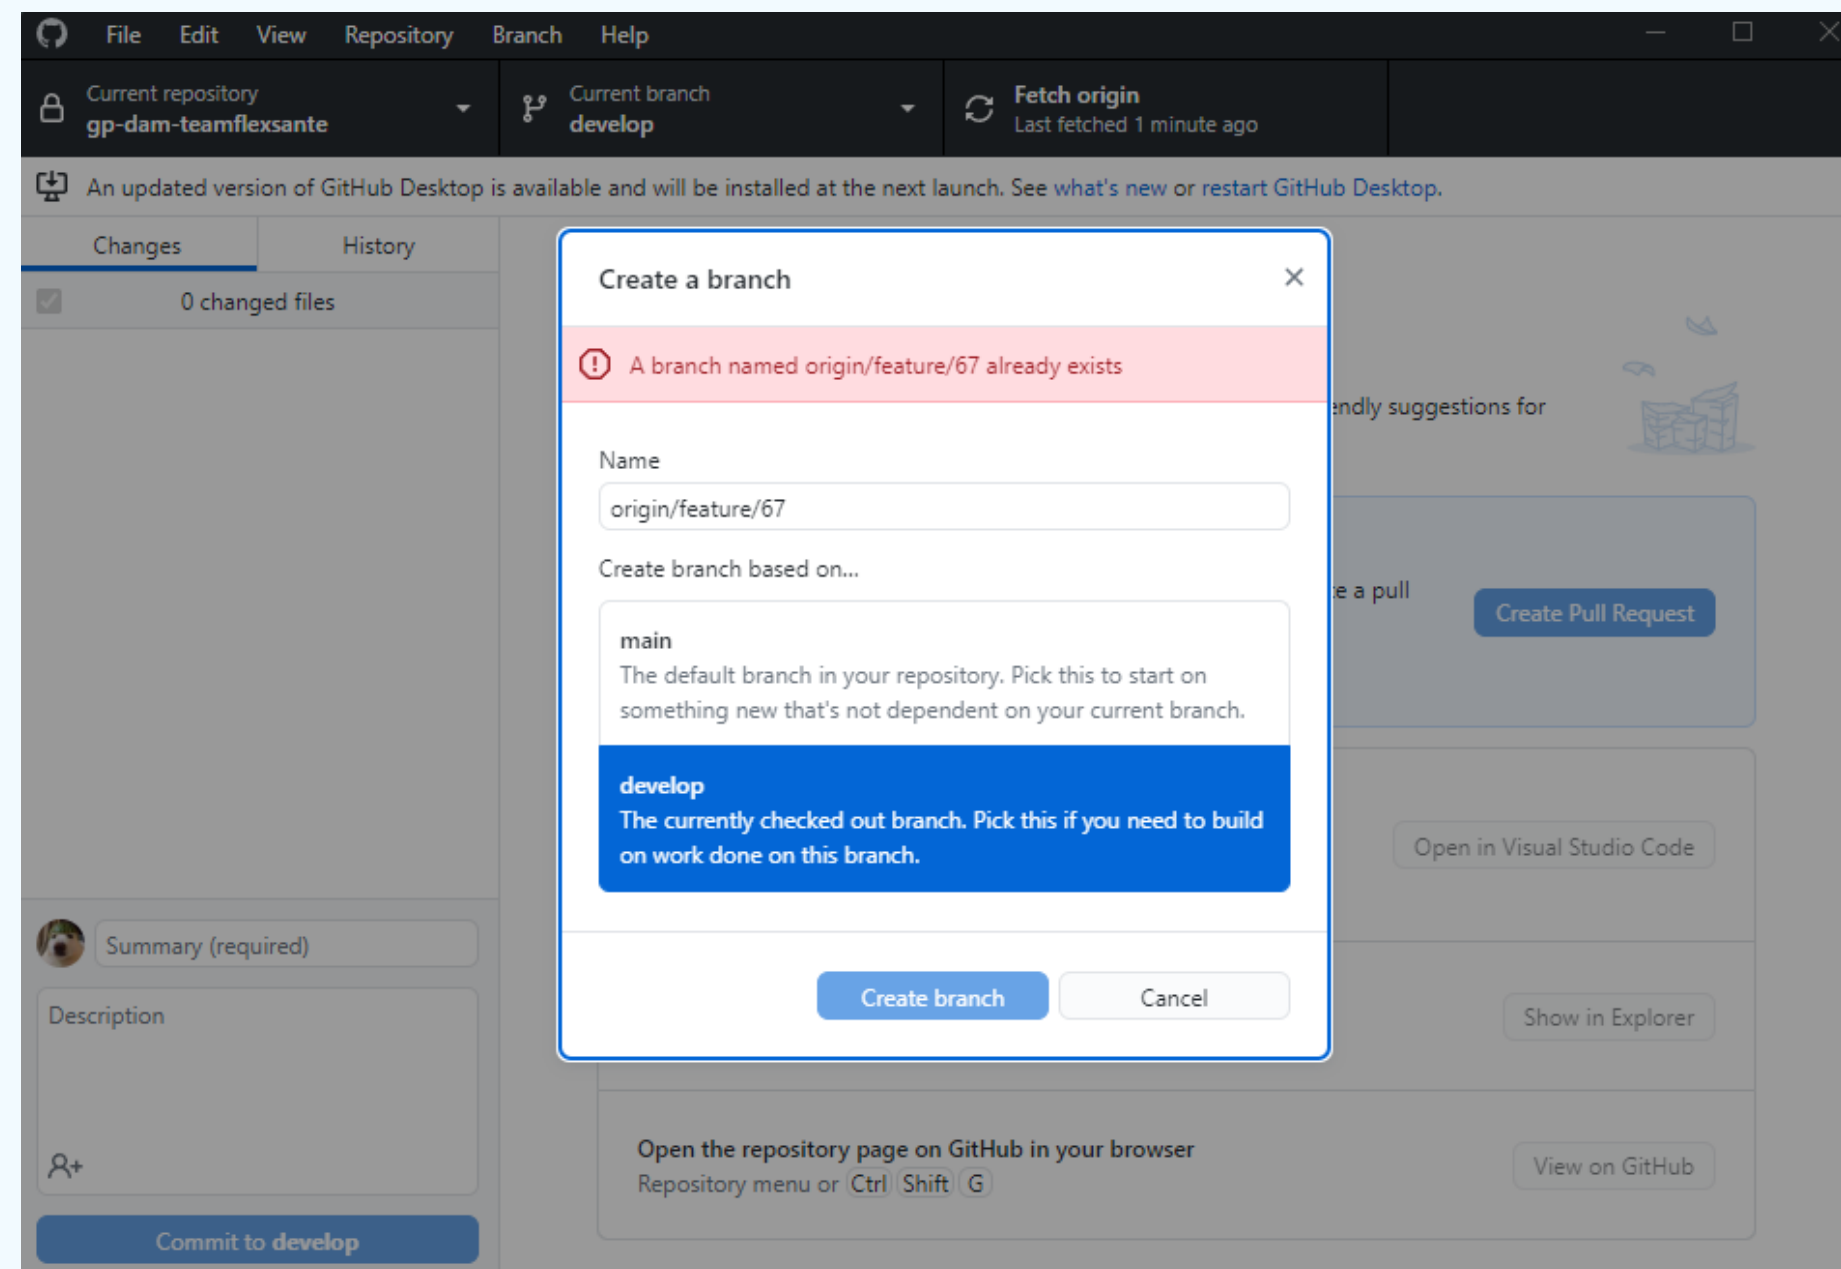 File Edit View Repository Branch Help
Current repository
gp-dam-teamflexsante
Current branch
develop
Fetch origin
Last fetched 1 minute ago
An updated version of GitHub Desktop is available and will be installed at the next launch. See what's new or restart GitHub Desktop.
Changes History
0 changed files
Create a branch
A branch named origin/feature/67 already exists
endly suggestions for
Name
origin/feature/67
Create branch based on...
main
The default branch in your repository. Pick this to start on
something new that's not dependent on your current branch.
develop
The currently checked out branch. Pick this if you need to build
on work done on this branch.
Create branch Cancel
e a pull
Create Pull Request
Open in Visual Studio Code
Show in Explorer
Summary (required)
Description
Commit to develop
Open the repository page on GitHub in your browser
Repository menu or Ctrl Shift G
View on GitHub